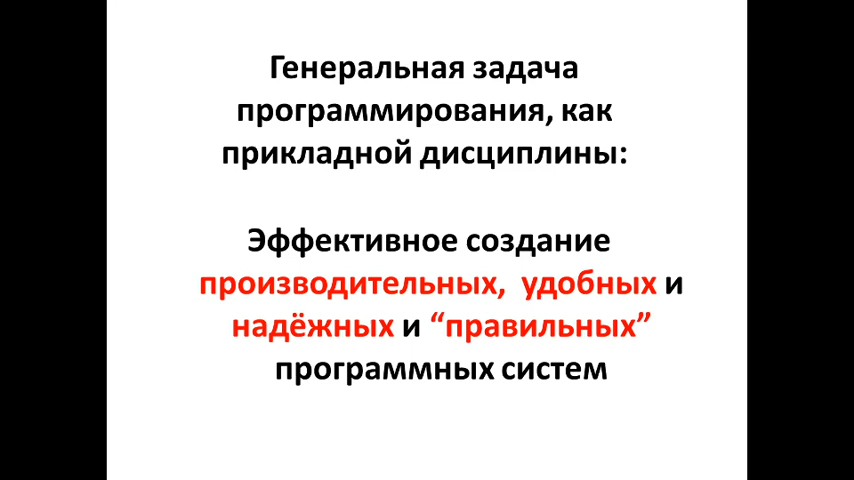 Генеральная задача
программирования, как
прикладной дисциплины:
Эффективное создание
производительных, удобных и
надёжных и “правильных”
программных систем